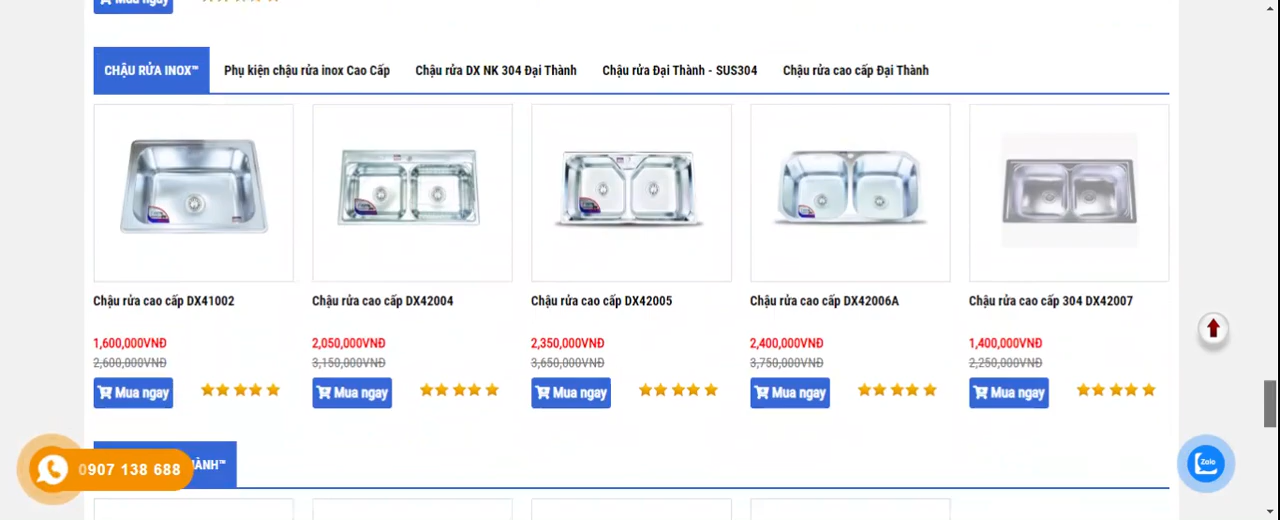 Mua ngay
CHẬU RỬA INOX™ Phụ kiện chậu rửa inox Cao Cấp Chậu rửa DX NK 304 Đại Thành Chậu rửa Đại Thành - SUS304 Chậu rửa cao cấp Đại Thành
Chậu rửa cao cấp DX41002 Chậu rửa cao cấp DX42004 Chậu rửa cao cấp DX42005 Chậu rửa cao cấp DX42006A Chậu rửa cao cấp 304 DX42007
1,600,000VNĐ 2,050,000VNĐ 2,350,000VNĐ 2,400,000VNĐ 1,400,000VNĐ
2,600,000VNĐ 3,150,000VNĐ 3,650,000VNĐ 3,750,000VNĐ 2,250,000VNĐ
Mua ngay Mua ngay Mua ngay Mua ngay Mua ngay
ÀNH™
0907 138 688
Zalo